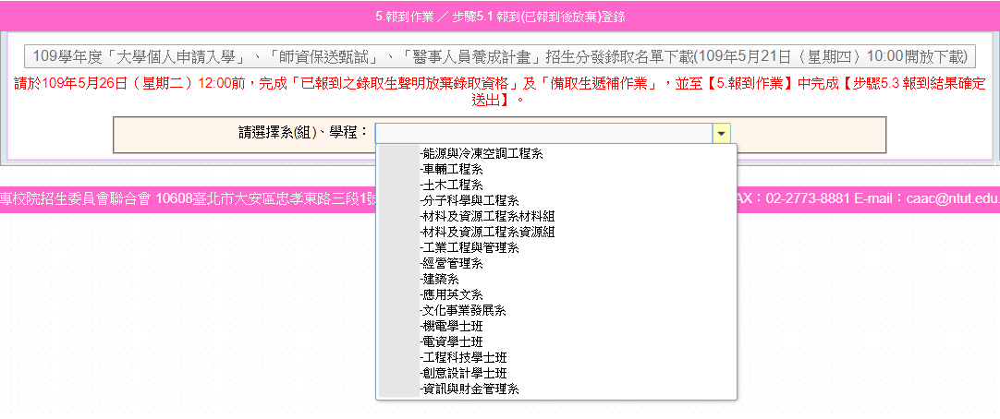 5.報到作業 ／ 步驟5.1 報到(已報到後放棄)登錄
109學年度「大學個人申請入學」、「師資保送甄試」、「醫事人員養成計畫」招生分發錄取名單下載(109年5月21日（星期四）10:00開放下載)
請於109年5月26日（星期二）12:00前，完成「已報到之錄取生聲明放棄錄取資格」及「備取生遞補作業」，並至【5.報到作業】中完成【步驟5.3 報到結果確定
送出】。
請選擇系(組)、學程：
-能源與冷凍空調工程系
-車輛工程系
-土木工程系
-分子科學與工程系
-材料及資源工程系材料組
-材料及資源工程系資源組
-工業工程與管理系
-經營管理系
-建築系
-應用英文系
-文化事業發展系
-機電學士班
-電資學士班
-工程科技學士班
-創意設計學士班
-資訊與財金管理系
專校院招生委員會聯合會 10608臺北市大安區忠孝東路三段1號 AX：02-2773-8881 E-mail：caac@ntut.edu.